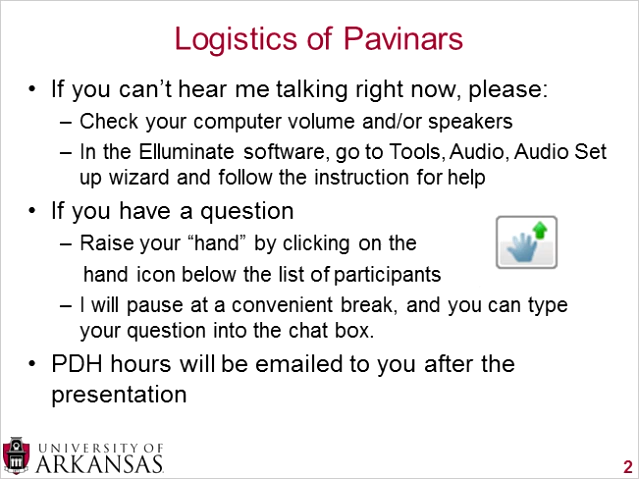 Logistics of Pavinars
• If you can’t hear me talking right now, please:
– Check your computer volume and/or speakers
– In the Elluminate software, go to Tools, Audio, Audio Set
up wizard and follow the instruction for help
• If you have a question
– Raise your “hand” by clicking on the
hand icon below the list of participants
– I will pause at a convenient break, and you can type
your question into the chat box.
• PDH hours will be emailed to you after the
presentation
UNIVERSITY OF
ARKANSAS
2